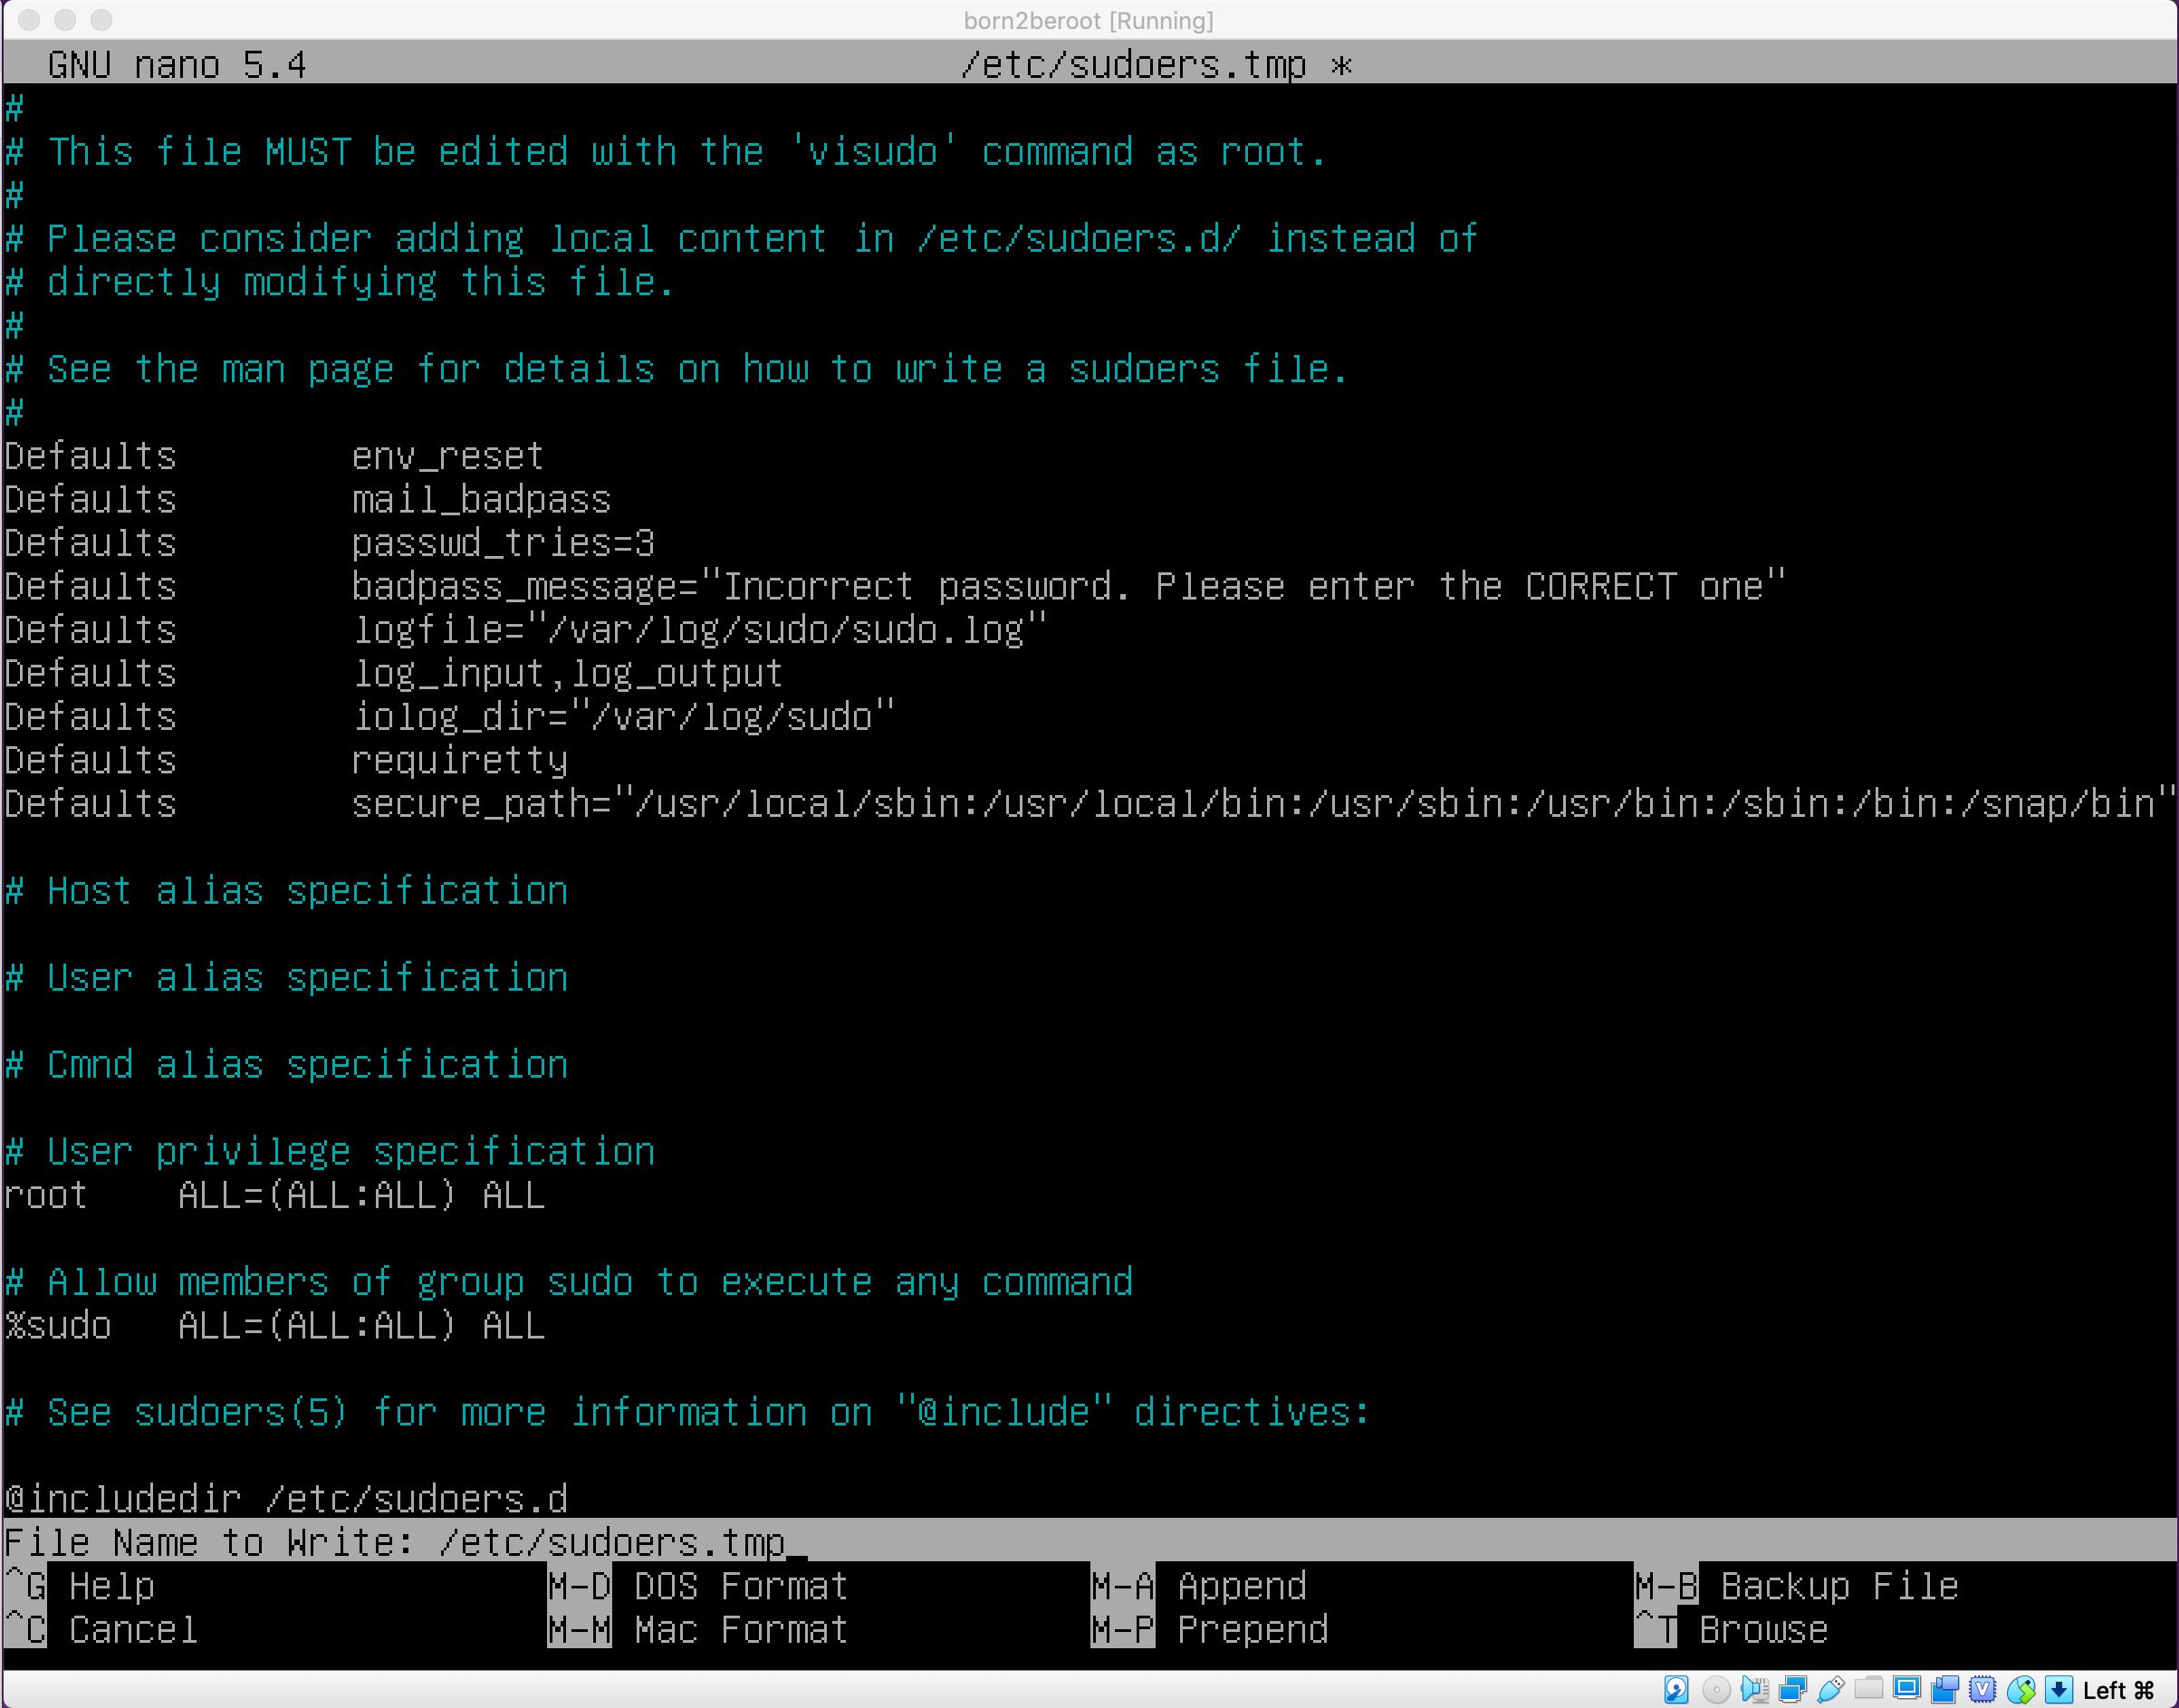 born2beroot [Running]
GNU nano 5.4 /etc/sudoers.tmp *
#
# This file MUST be edited with the 'visudo' command as root.
#
# Please consider adding local content in /etc/sudoers.d/ instead of
# directly modifying this file.
#
# See the man page for details on how to write a sudoers file.
#
Defaults env_reset
Defaults mail_badpass
Defaults passwd_tries=3
Defaults badpass_message="Incorrect password. Please enter the CORRECT one"
Defaults logfile="/var/log/sudo/sudo.log"
Defaults log_input,log_output
Defaults iolog_dir="/var/log/sudo"
Defaults requiretty
Defaults secure_path="/usr/local/sbin:/usr/local/bin:/usr/sbin:/usr/bin:/sbin:/bin:/snap/bin"
# Host alias specification
# User alias specification
# Cmnd alias specification
# User privilege specification
root ALL=(ALL:ALL) ALL
# Allow members of group sudo to execute any command
%sudo ALL=(ALL:ALL) ALL
# See sudoers(5) for more information on "@include" directives:
@includedir /etc/sudoers.d
File Name to Write: /etc/sudoers.tmp
^G Help M-D DOS Format M-A Append M-B Backup File
^C Cancel M-M Mac Format M-P Prepend ^T Browse
Left ⌘